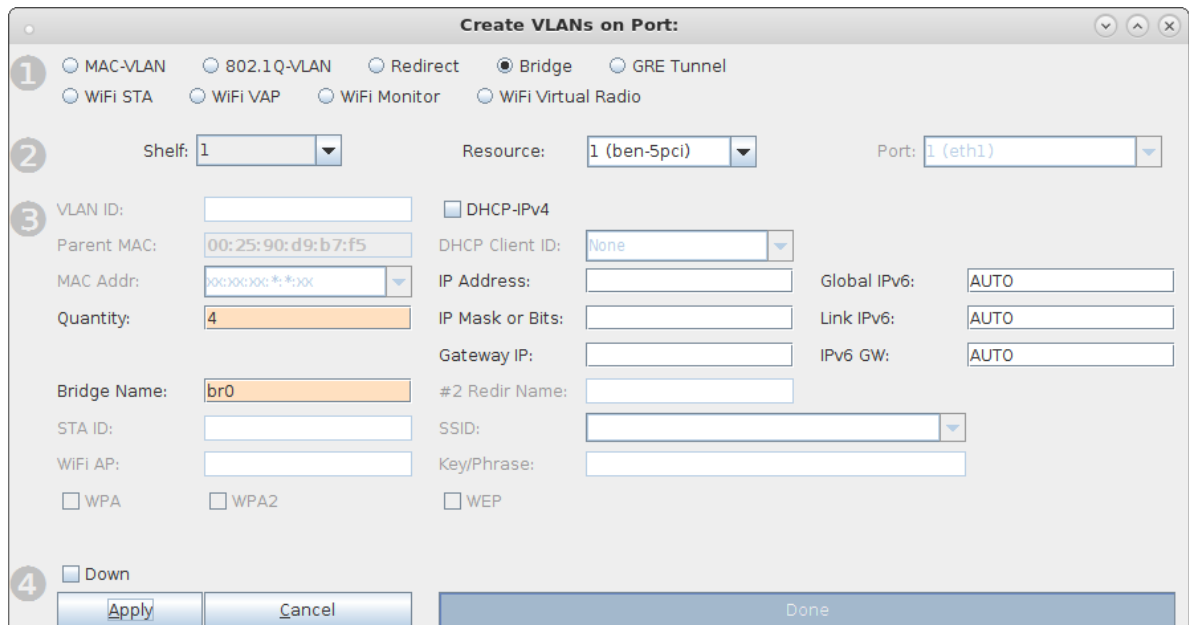 Create VLANs on Port:
1 MAC-VLAN 802.1Q-VLAN Redirect Bridge GRE Tunnel
WiFi STA WiFi VAP WiFi Monitor WiFi Virtual Radio
2 Shelf: 1 Resource: 1 (ben-5pci) Port: 1 (eth1)
3 VLAN ID: DHCP-IPv4
Parent MAC: 00:25:90:d9:b7:f5 DHCP Client ID: None
MAC Addr: xx:xx:xx:*:*:xx IP Address: Global IPv6: AUTO
Quantity: 4 IP Mask or Bits: Link IPv6: AUTO
Gateway IP: IPv6 GW: AUTO
Bridge Name: br0 #2 Redir Name:
STA ID: SSID:
WiFi AP: Key/Phrase:
WPA WPA2 WEP
4 Down
Apply Cancel Done